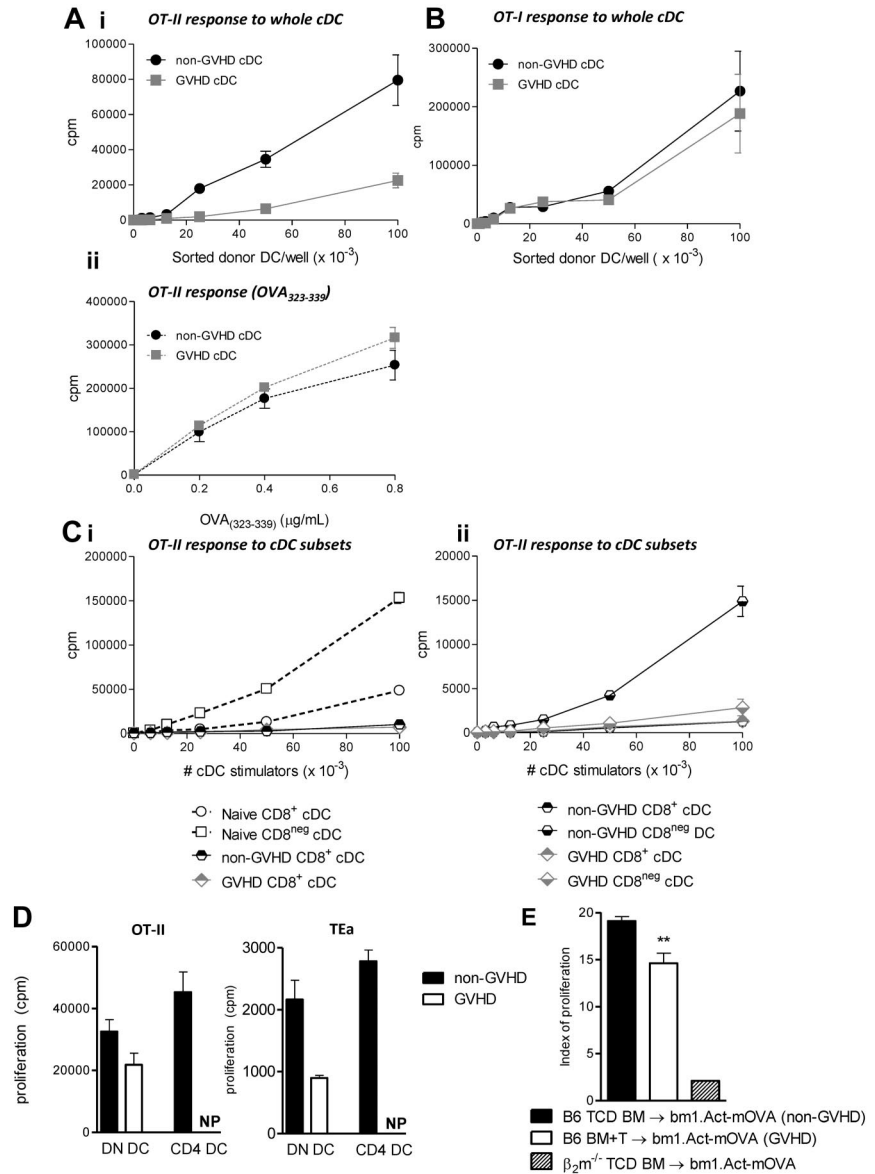 A i OT-II response to whole cDC
100000
80000
60000
40000
20000
0
cpm
non-GVHD cDC
GVHD cDC
0 20 40 60 80 100
Sorted donor DC/well (x 10⁻³)
B OT-I response to whole cDC
300000
200000
100000
0
cpm
non-GVHD cDC
GVHD cDC
0 20 40 60 80 100
Sorted donor DC/well ( x 10⁻³)
ii
OT-II response (OVA₃₂₃₋₃₃₉)
400000
300000
200000
100000
0
cpm
non-GVHD cDC
GVHD cDC
0.0 0.2 0.4 0.6 0.8
OVA₍₃₂₃₋₃₃₉₎ (μg/mL)
C i OT-II response to cDC subsets
200000
150000
100000
50000
0
cpm
0 20 40 60 80 100
# cDC stimulators (x 10⁻³)
Naive CD8⁺ cDC
Naive CD8ⁿᵉᵍ cDC
non-GVHD CD8⁺ cDC
GVHD CD8⁺ cDC
ii OT-II response to cDC subsets
20000
15000
10000
5000
0
cpm
0 20 40 60 80 100
# cDC stimulators (x 10⁻³)
non-GVHD CD8⁺ cDC
non-GVHD CD8ⁿᵉᵍ DC
GVHD CD8⁺ cDC
GVHD CD8ⁿᵉᵍ cDC
D OT-II
60000
40000
20000
0
proliferation (cpm)
NP
DN DC CD4 DC
TEa
3000
2000
1000
0
proliferation (cpm)
NP
DN DC CD4 DC
non-GVHD
GVHD
E
20
15
10
5
0
Index of proliferation
**
B6 TCD BM → bm1.Act-mOVA (non-GVHD)
B6 BM+T → bm1.Act-mOVA (GVHD)
β₂m⁻/⁻ TCD BM → bm1.Act-mOVA